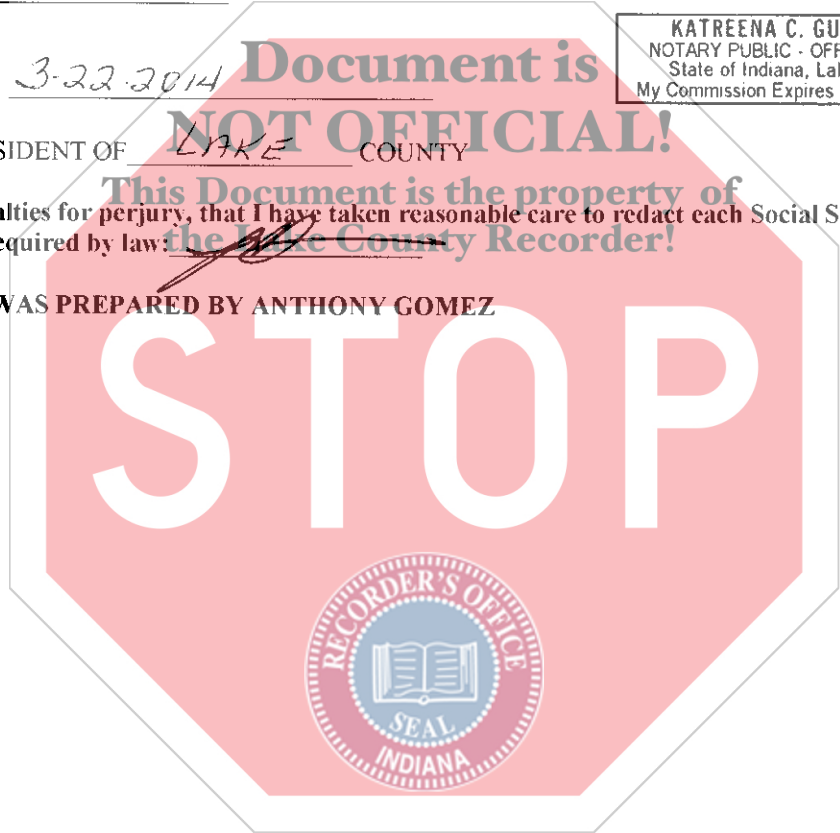 KATREENA C. GU
NOTARY PUBLIC - OFF
State of Indiana, La
My Commission Expires
Document is
3-22-2014
NOT OFFICIAL!
SIDENT OF LAKE COUNTY
This Document is the property of
alties for perjury, that I have taken reasonable care to redact each Social S
the Lake County Recorder!
equired by law:
WAS PREPARED BY ANTHONY GOMEZ
STOP
RECORDER'S OFFICE
SEAL
INDIANA